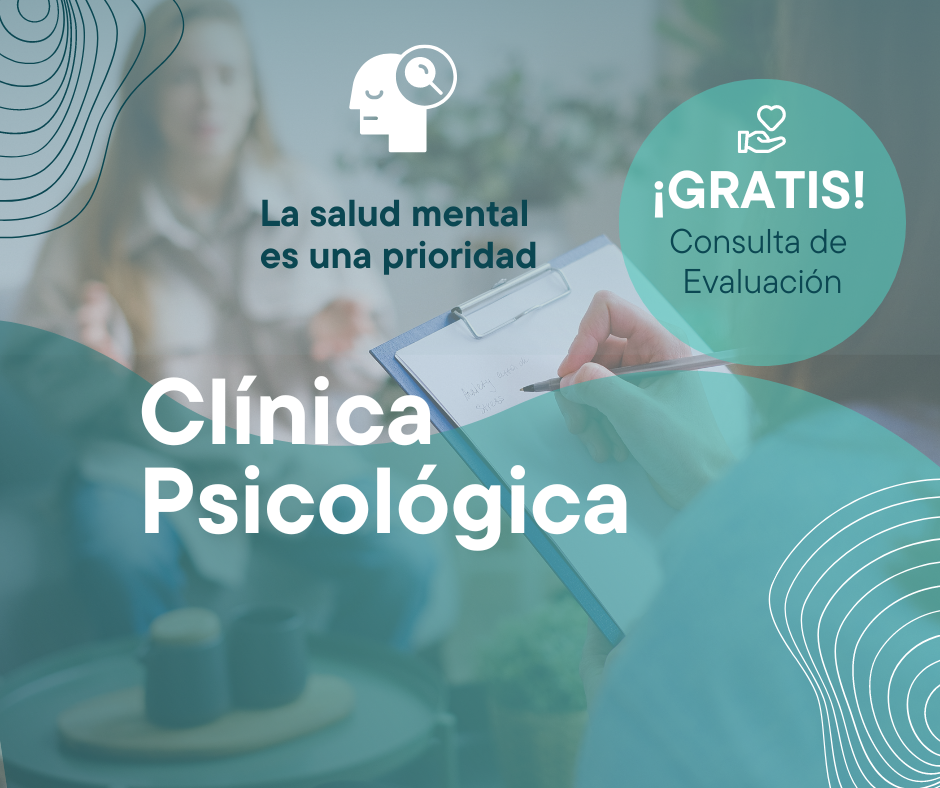 La salud mental
es una prioridad
¡GRATIS!
Consulta de
Evaluación
Clínica
Psicológica